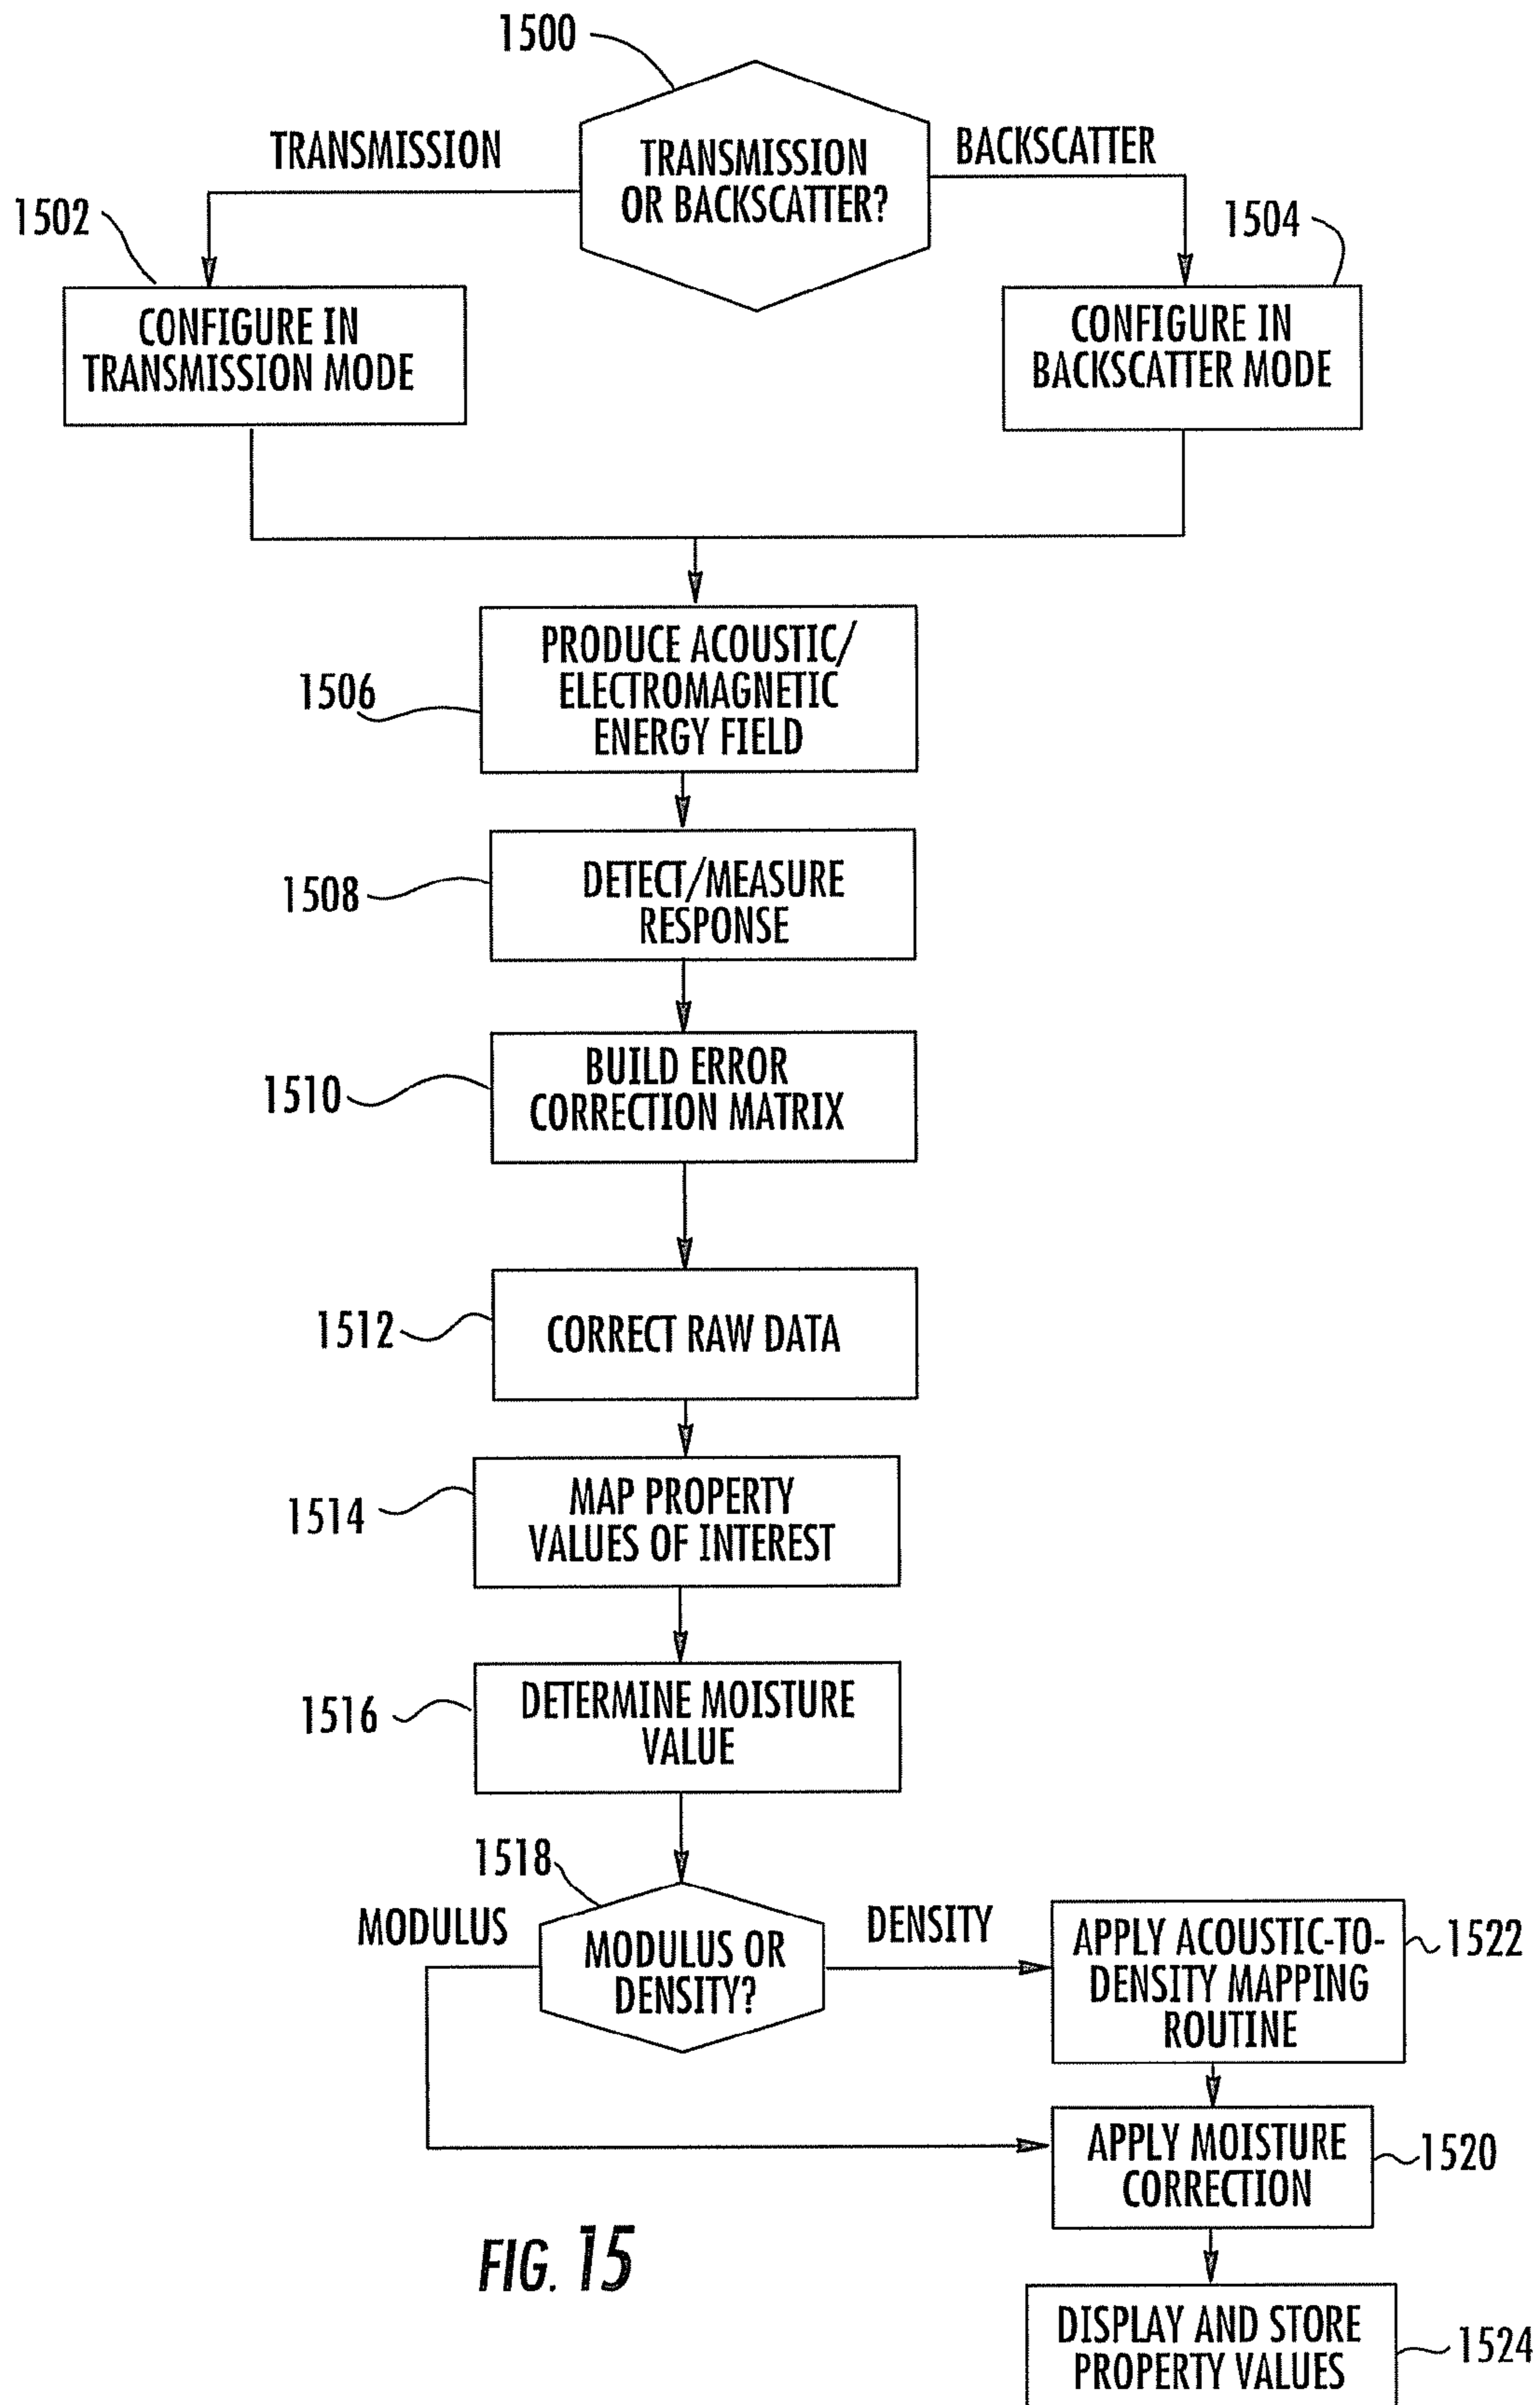 1500
TRANSMISSION
TRANSMISSION
OR BACKSCATTER?
BACKSCATTER
1502
1504
CONFIGURE IN
TRANSMISSION MODE
CONFIGURE IN
BACKSCATTER MODE
1506
PRODUCE ACOUSTIC/
ELECTROMAGNETIC
ENERGY FIELD
1508
DETECT/MEASURE
RESPONSE
1510
BUILD ERROR
CORRECTION MATRIX
1512
CORRECT RAW DATA
1514
MAP PROPERTY
VALUES OF INTEREST
1516
DETERMINE MOISTURE
VALUE
1518
MODULUS
MODULUS OR
DENSITY?
DENSITY
APPLY ACOUSTIC-TO-
DENSITY MAPPING
ROUTINE
1522
APPLY MOISTURE
CORRECTION
1520
FIG. 15
DISPLAY AND STORE
PROPERTY VALUES
1524